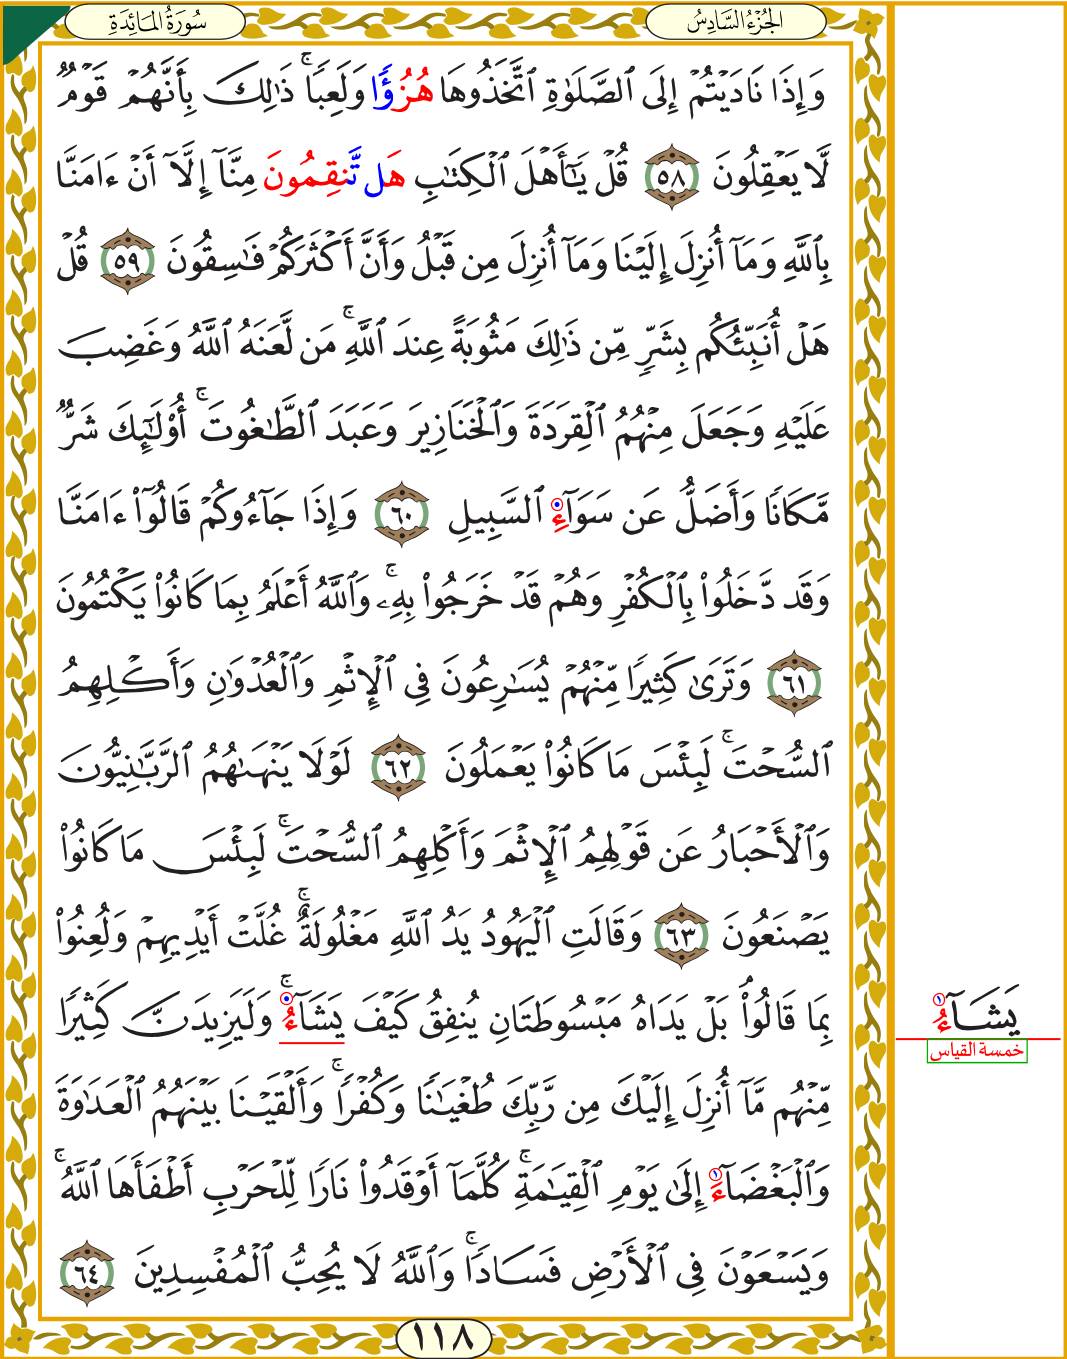 سُورَةُ المَائِدَةِ
الجُزْءُ السَّادِسُ
وَإِذَا نَادَيۡتُمۡ إِلَى ٱلصَّلَوٰةِ ٱتَّخَذُوهَا هُزُؤٗا وَلَعِبٗاۚ ذَٰلِكَ بِأَنَّهُمۡ قَوۡمٞ
لَّا يَعۡقِلُونَ ٥٨ قُلۡ يَٰٓأَهۡلَ ٱلۡكِتَٰبِ هَل تَّنقِمُونَ مِنَّآ إِلَّآ أَنۡ ءَامَنَّا
بِٱللَّهِ وَمَآ أُنزِلَ إِلَيۡنَا وَمَآ أُنزِلَ مِن قَبۡلُ وَأَنَّ أَكۡثَرَكُمۡ فَٰسِقُونَ ٥٩ قُلۡ
هَلۡ أُنَبِّئُكُم بِشَرّٖ مِّن ذَٰلِكَ مَثُوبَةً عِندَ ٱللَّهِۚ مَن لَّعَنَهُ ٱللَّهُ وَغَضِبَ
عَلَيۡهِ وَجَعَلَ مِنۡهُمُ ٱلۡقِرَدَةَ وَٱلۡخَنَازِيرَ وَعَبَدَ ٱلطَّٰغُوتَۚ أُوْلَٰٓئِكَ شَرّٞ
مَّكَانٗا وَأَضَلُّ عَن سَوَآءِ ٱلسَّبِيلِ ٦٠ وَإِذَا جَآءُوكُمۡ قَالُوٓاْ ءَامَنَّا
وَقَد دَّخَلُواْ بِٱلۡكُفۡرِ وَهُمۡ قَدۡ خَرَجُواْ بِهِۦۚ وَٱللَّهُ أَعۡلَمُ بِمَا كَانُواْ يَكۡتُمُونَ
٦١ وَتَرَىٰ كَثِيرٗا مِّنۡهُمۡ يُسَٰرِعُونَ فِي ٱلۡإِثۡمِ وَٱلۡعُدۡوَٰنِ وَأَكۡلِهِمُ
ٱلسُّحۡتَۚ لَبِئۡسَ مَا كَانُواْ يَعۡمَلُونَ ٦٢ لَوۡلَا يَنۡهَىٰهُمُ ٱلرَّبَّٰنِيُّونَ
وَٱلۡأَحۡبَارُ عَن قَوۡلِهِمُ ٱلۡإِثۡمَ وَأَكۡلِهِمُ ٱلسُّحۡتَۚ لَبِئۡسَ مَا كَانُواْ
يَصۡنَعُونَ ٦٣ وَقَالَتِ ٱلۡيَهُودُ يَدُ ٱللَّهِ مَغۡلُولَةٌۚ غُلَّتۡ أَيۡدِيهِمۡ وَلُعِنُواْ
بِمَا قَالُواْۘ بَلۡ يَدَاهُ مَبۡسُوطَتَانِ يُنفِقُ كَيۡفَ يَشَآءُۚ وَلَيَزِيدَنَّ كَثِيرٗا
مِّنۡهُم مَّآ أُنزِلَ إِلَيۡكَ مِن رَّبِّكَ طُغۡيَٰنٗا وَكُفۡرٗاۚ وَأَلۡقَيۡنَا بَيۡنَهُمُ ٱلۡعَدَٰوَةَ
وَٱلۡبَغۡضَآءَ إِلَىٰ يَوۡمِ ٱلۡقِيَٰمَةِۚ كُلَّمَآ أَوۡقَدُواْ نَارٗا لِّلۡحَرۡبِ أَطۡفَأَهَا ٱللَّهُۚ
وَيَسۡعَوۡنَ فِي ٱلۡأَرۡضِ فَسَادٗاۚ وَٱللَّهُ لَا يُحِبُّ ٱلۡمُفۡسِدِينَ ٦٤
يَشَآءُ
خمسة القياس
١١٨